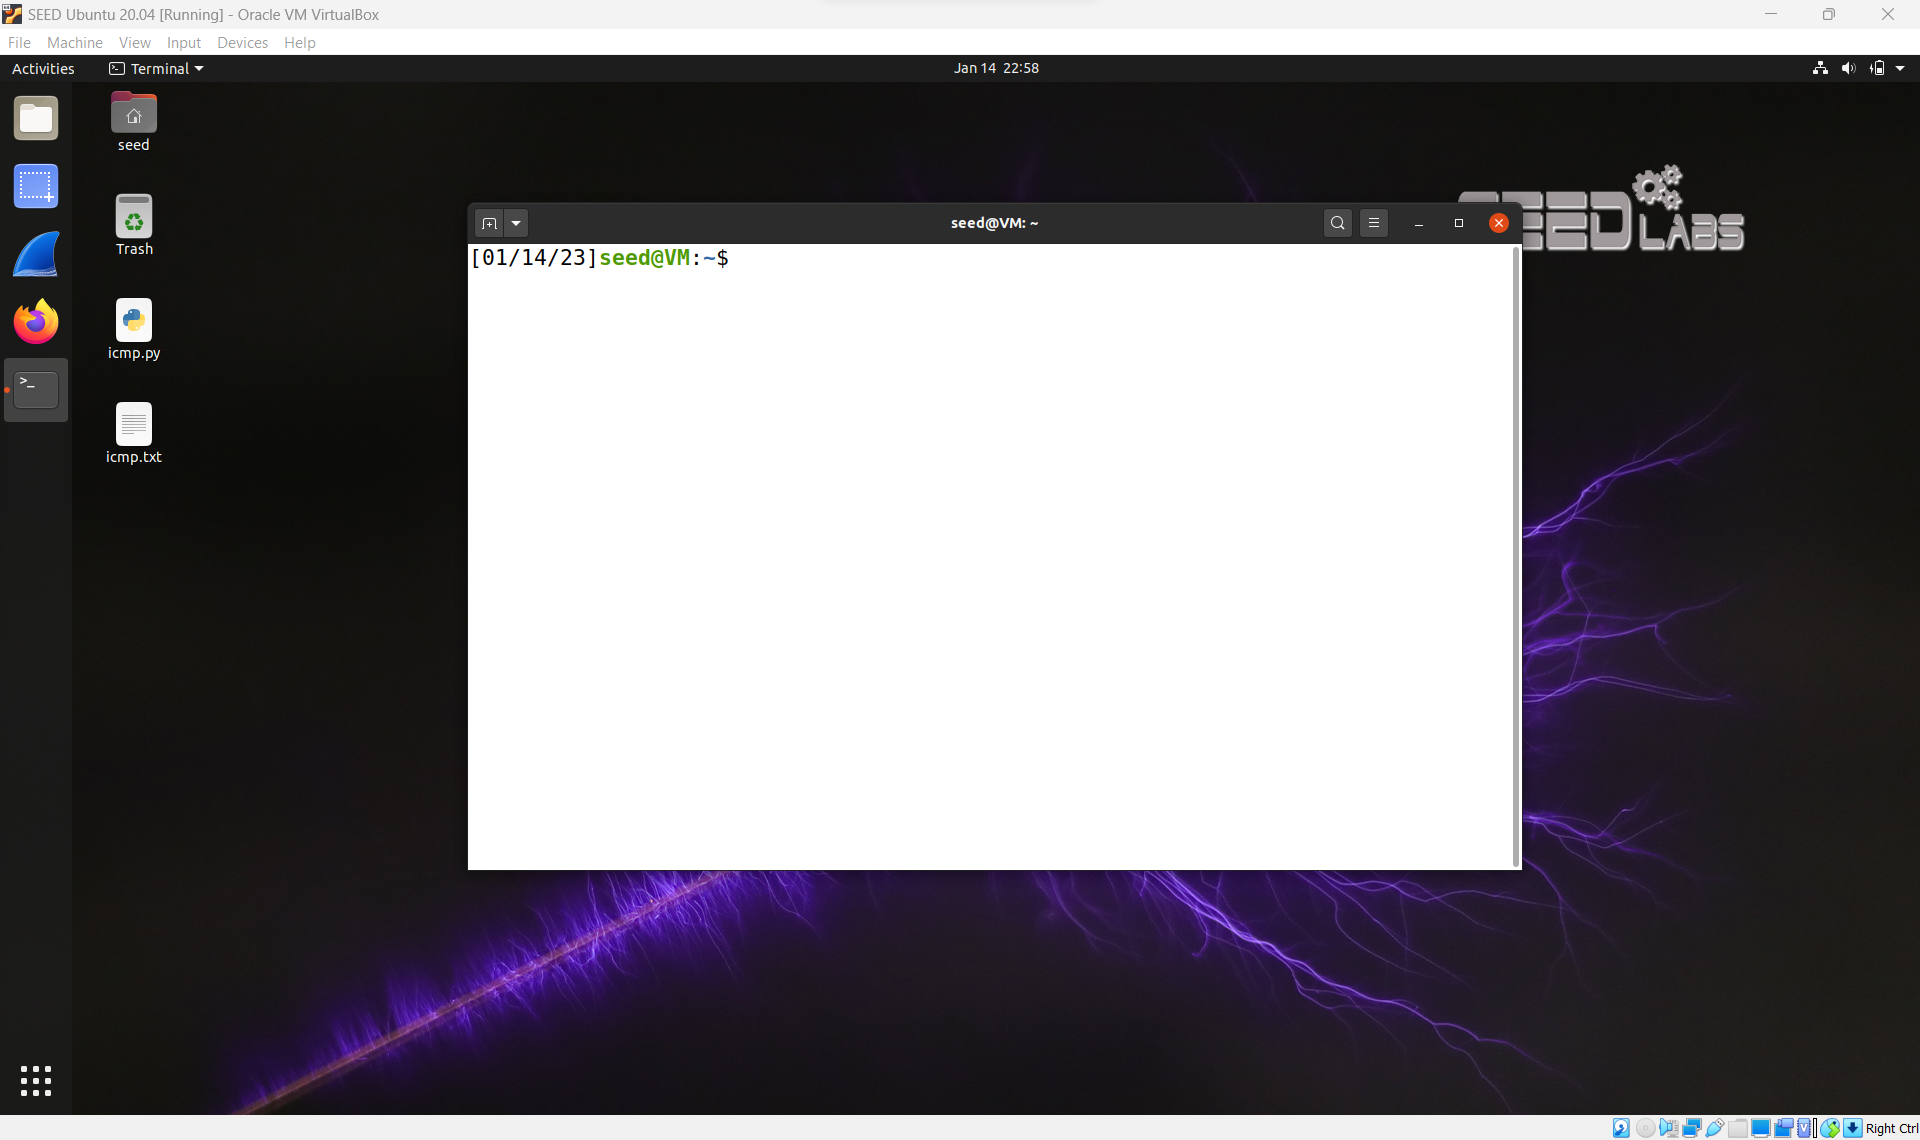 SEED Ubuntu 20.04 [Running] - Oracle VM VirtualBox
File Machine View Input Devices Help
Activities Terminal Jan 14 22:58
seed
Trash
icmp.py
icmp.txt
SEED LABS
seed@VM: ~
[01/14/23]seed@VM:~$
Right Ctrl